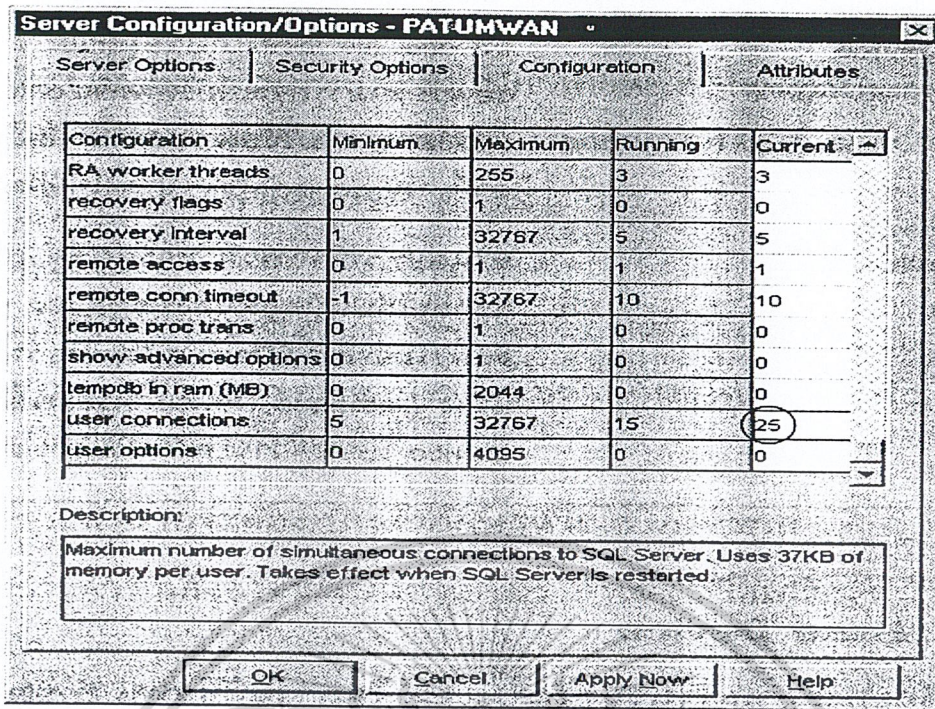 Server Configuration/Options - PATUMWAN
Server Options Security Options Configuration Attributes
Configuration Minimum Maximum Running Current
RA worker threads 0 255 3 3
recovery flags 0 1 0 0
recovery interval 1 32767 5 5
remote access 0 1 1 1
remote conn timeout -1 32767 10 10
remote proc trans 0 1 0 0
show advanced options 0 1 0 0
tempdb in ram (MB) 0 2044 0 0
user connections 5 32767 15 25
user options 0 4095 0 0
Description:
Maximum number of simultaneous connections to SQL Server. Uses 37KB of
memory per user. Takes effect when SQL Server is restarted.
OK Cancel Apply Now Help